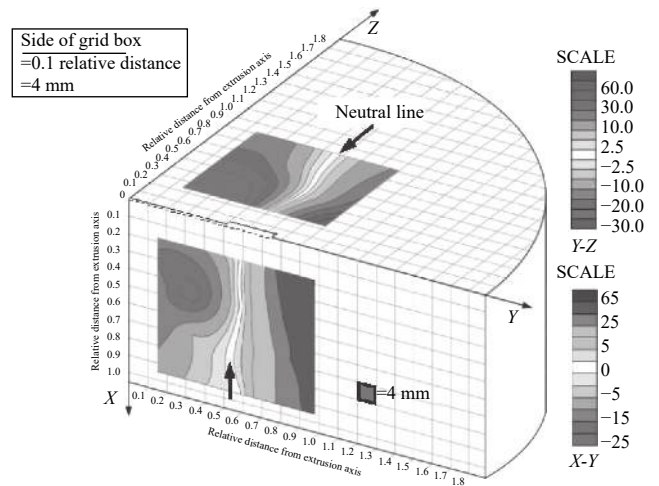 Side of grid box
=0.1 relative distance
=4 mm
Z
Relative distance from extrusion axis
1.8
1.7
1.6
1.5
1.4
1.3
1.2
1.1
1.0
0.9
0.8
0.7
0.6
0.5
0.4
0.3
0.2
0.1
0
Neutral line
SCALE
60.0
30.0
10.0
2.5
−2.5
−10.0
−20.0
−30.0
Y-Z
SCALE
65
25
5
0
−5
−15
−25
X-Y
Relative distance from extrusion axis
0.1
0.2
0.3
0.4
0.5
0.6
0.7
0.8
0.9
1.0
X
Y
=4 mm
0.1 0.2 0.3 0.4 0.5 0.6 0.7 0.8 0.9 1.0 1.1 1.2 1.3 1.4 1.5 1.6 1.7 1.8
Relative distance from extrusion axis